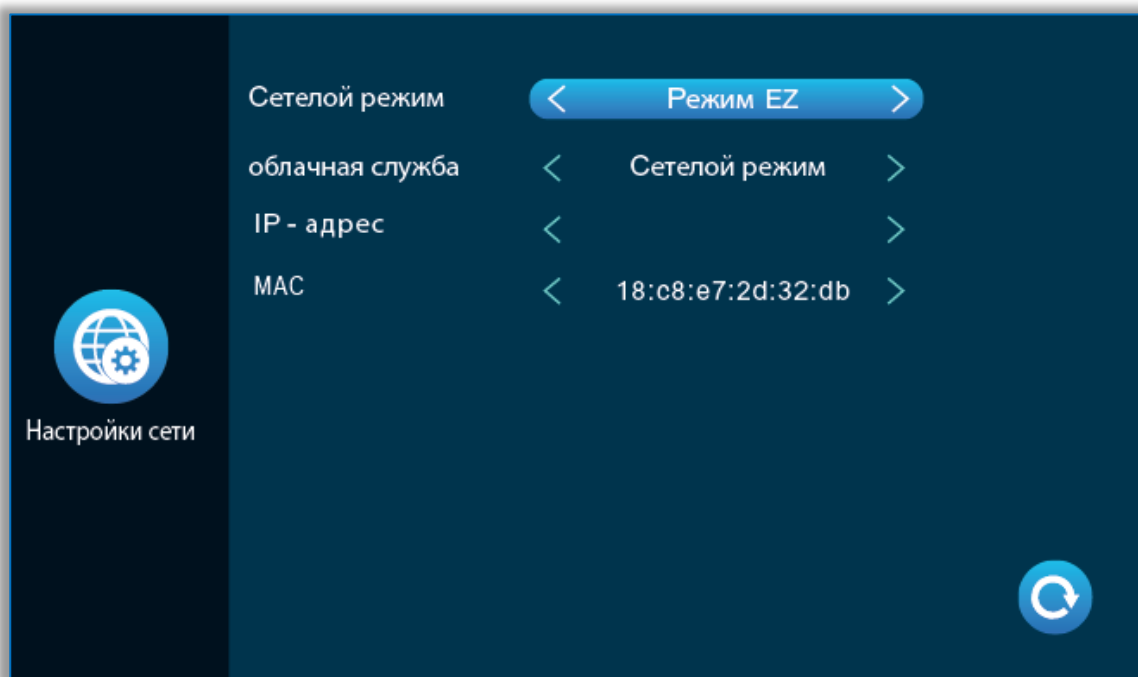 Сетелой режим Режим EZ
облачная служба Сетелой режим
IP - адрес
MAC 18:c8:e7:2d:32:db
Настройки сети